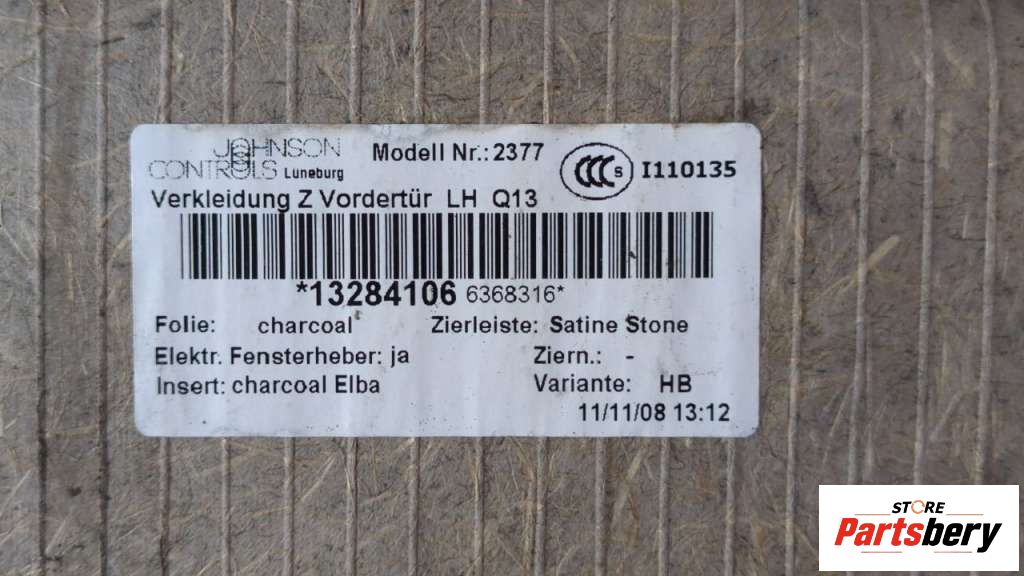 JOHNSON
CONTROLS Luneburg
Modell Nr.: 2377
CCC S I110135
Verkleidung Z Vordertür LH Q13
*13284106 6368316*
Folie: charcoal Zierleiste: Satine Stone
Elektr. Fensterheber: ja Ziern.: -
Insert: charcoal Elba Variante: HB
11/11/08 13:12
STORE
Partsbery